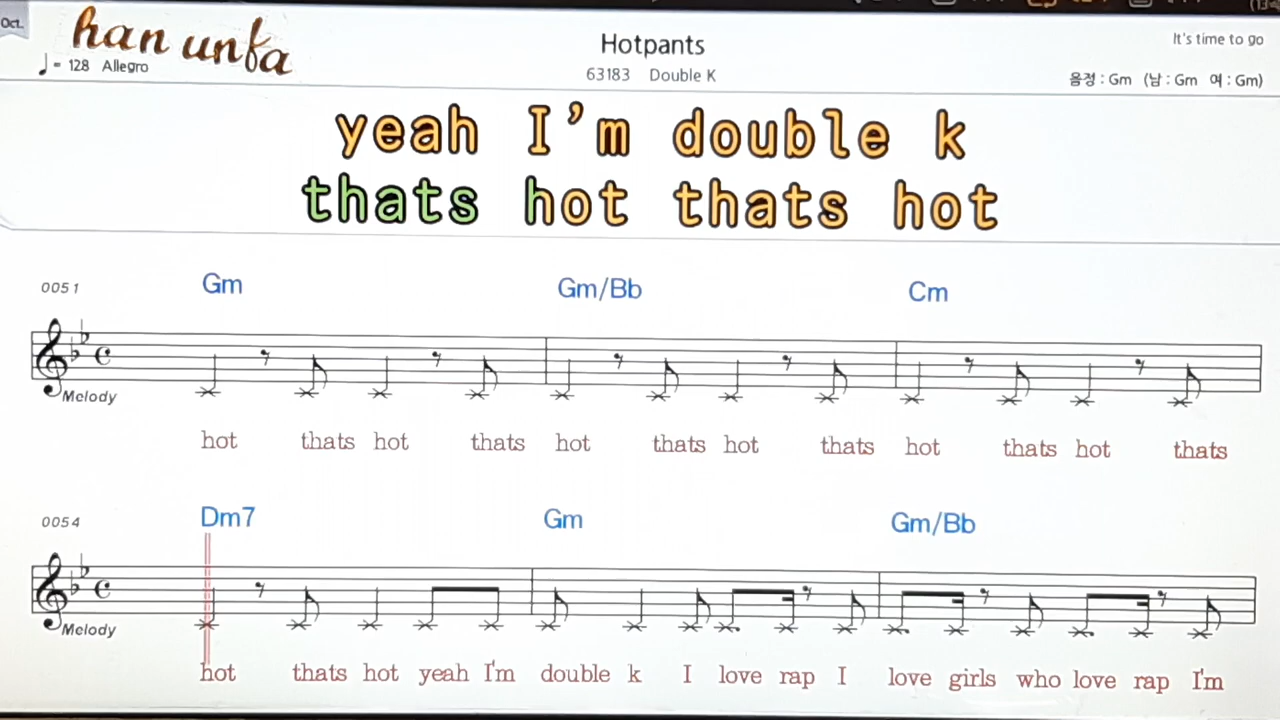 Oct.
han unfa
It's time to go
Hotpants
♩= 128 Allegro
63183 Double K
음정 : Gm (남 : Gm 여 : Gm)
yeah I'm double k
thats hot thats hot
0051 Gm Gm/Bb Cm
Melody
hot thats hot thats hot thats hot thats hot thats hot thats
0054 Dm7 Gm Gm/Bb
Melody
hot thats hot yeah I'm double k I love rap I love girls who love rap I'm